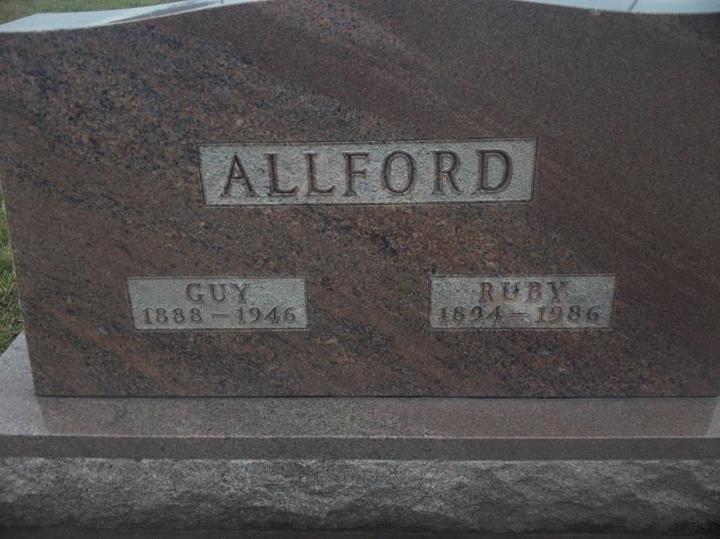 ALLFORD
GUY
1888 – 1946
RUBY
1894 – 1986